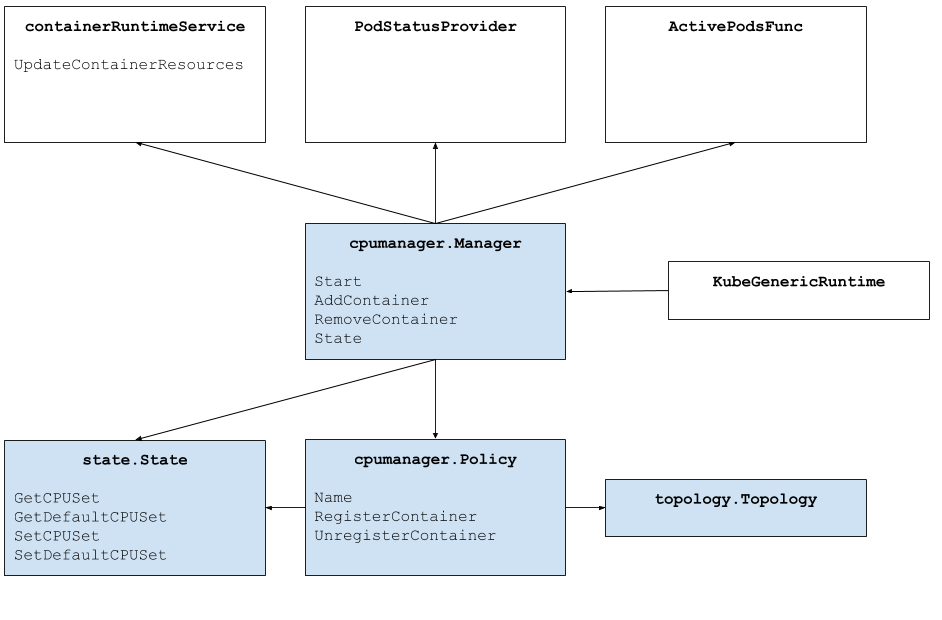 containerRuntimeService
UpdateContainerResources
PodStatusProvider
ActivePodsFunc
cpumanager.Manager
Start
AddContainer
RemoveContainer
State
KubeGenericRuntime
state.State
GetCPUSet
GetDefaultCPUSet
SetCPUSet
SetDefaultCPUSet
cpumanager.Policy
Name
RegisterContainer
UnregisterContainer
topology.Topology